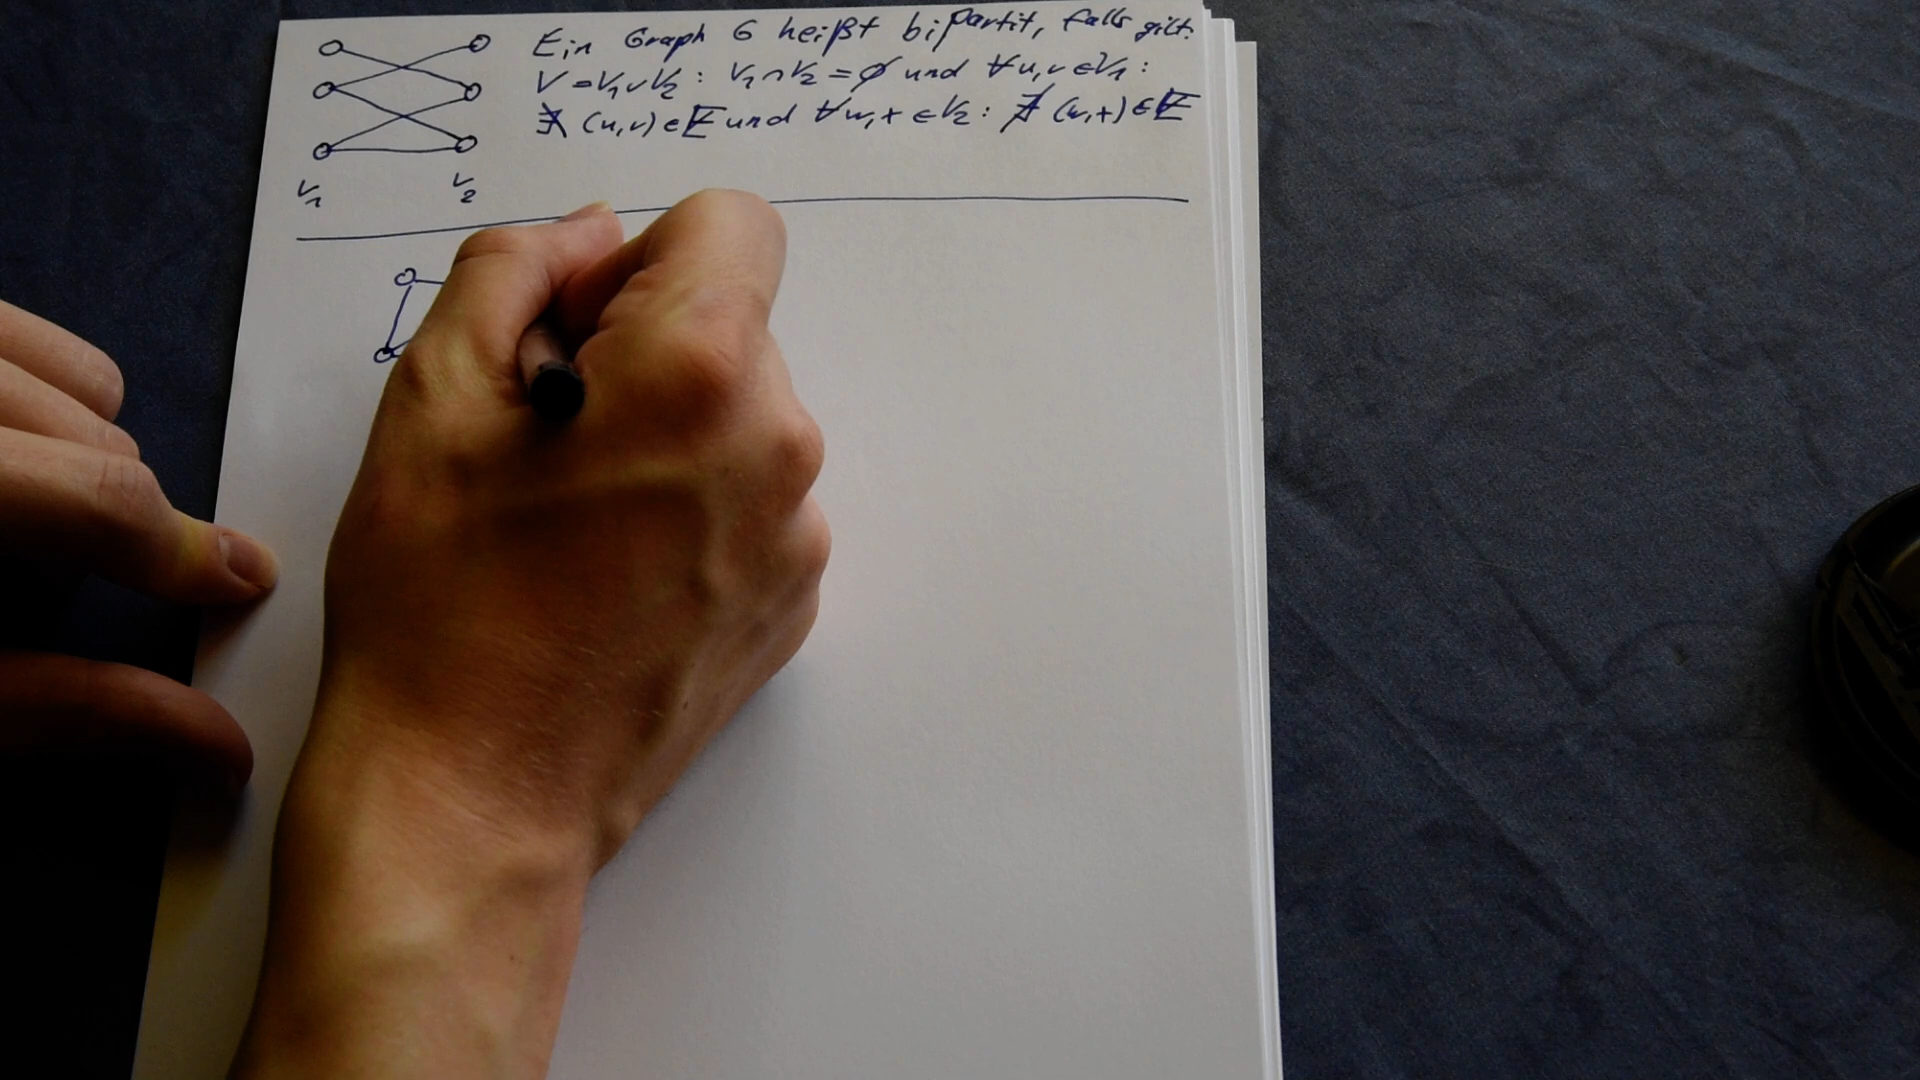 Ein Graph G heißt bipartit, falls gilt:
V = V₁ ∪ V₂ : V₁ ∩ V₂ = ∅ und ∀ u,v ∈ V₁ :
∄ (u,v) ∈ E und ∀ w,t ∈ V₂ : ∄ (w,t) ∈ E
V₁ V₂